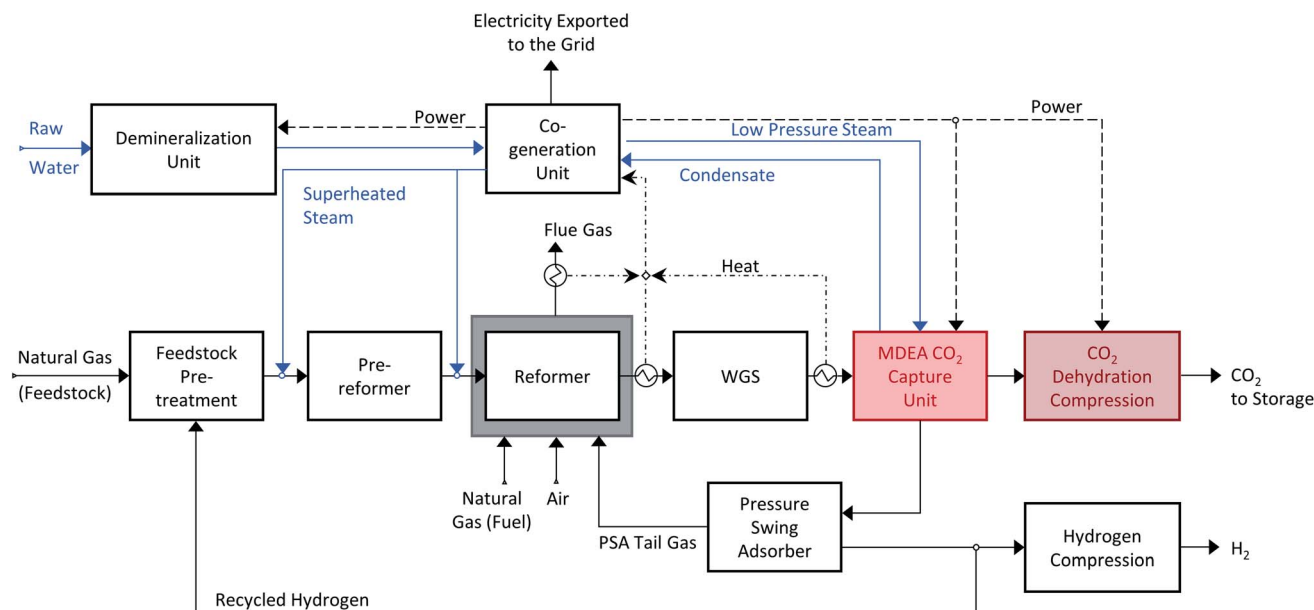 Electricity Exported
to the Grid
Raw
Water
Demineralization
Unit
Power
Co-
generation
Unit
Power
Low Pressure Steam
Condensate
Superheated
Steam
Flue Gas
Heat
Natural Gas
(Feedstock)
Feedstock
Pre-
treatment
Pre-
reformer
Reformer
WGS
MDEA CO₂
Capture
Unit
CO₂
Dehydration
Compression
CO₂
to Storage
Natural
Gas (Fuel)
Air
PSA Tail Gas
Pressure
Swing
Adsorber
Hydrogen
Compression
H₂
Recycled Hydrogen